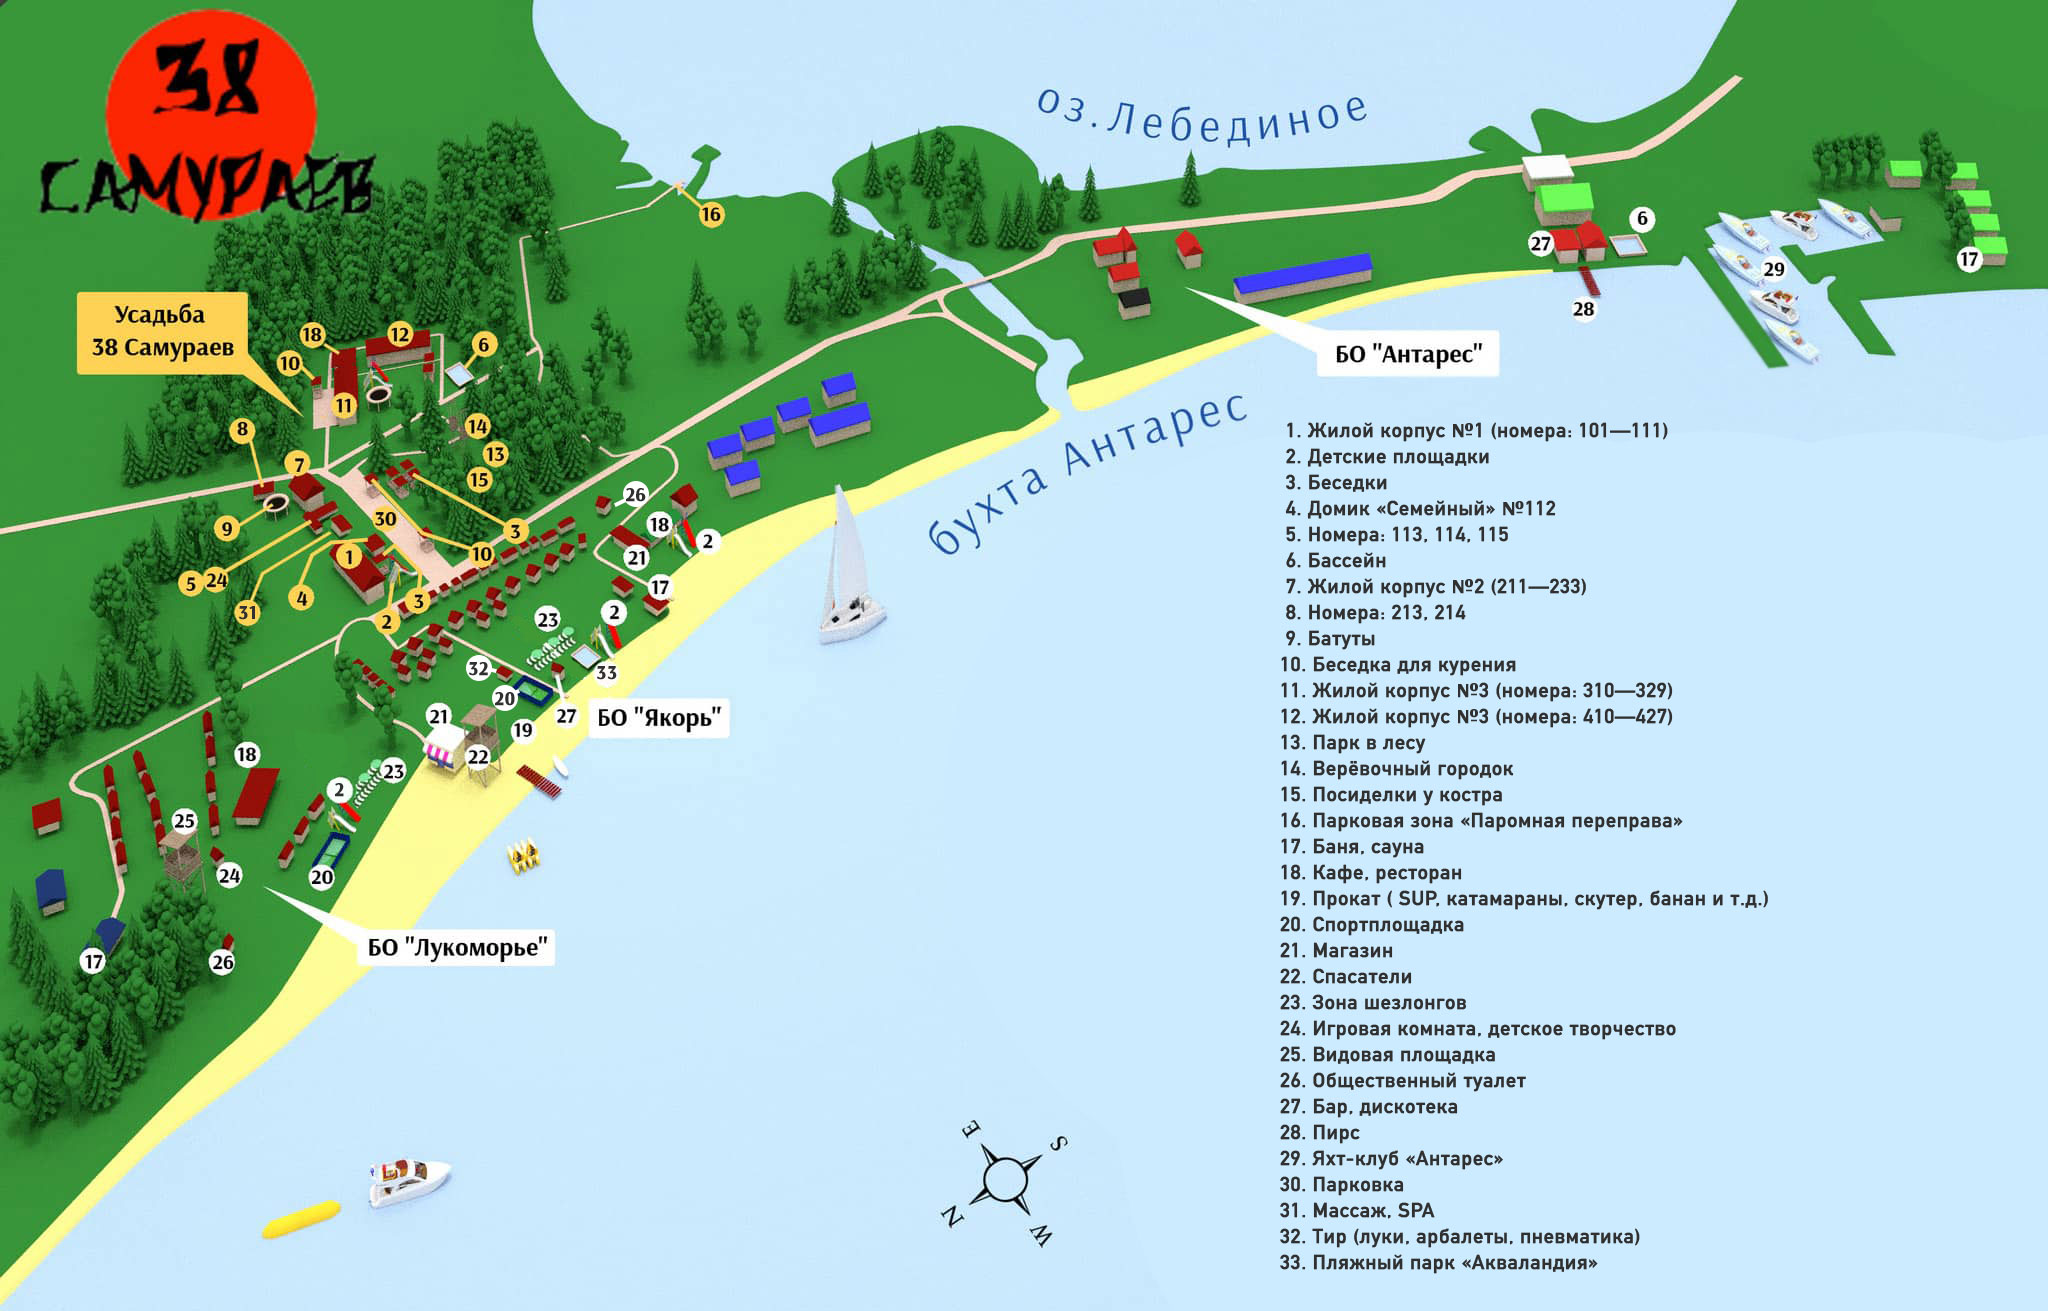 38
САМУРАЕВ
оз.Лебединое
16
6
27
28
29
17
Усадьба
38 Самураев
18
12
6
10
11
БО "Антарес"
бухта Антарес
8
14
13
7
15
9
30
3
26
18
2
21
1
10
5
24
31
4
3
2
17
23
2
32
33
20
27
БО "Якорь"
21
19
22
18
23
2
25
24
20
БО "Лукоморье"
17
26
E
S
N
W
1. Жилой корпус №1 (номера: 101—111)
2. Детские площадки
3. Беседки
4. Домик «Семейный» №112
5. Номера: 113, 114, 115
6. Бассейн
7. Жилой корпус №2 (211—233)
8. Номера: 213, 214
9. Батуты
10. Беседка для курения
11. Жилой корпус №3 (номера: 310—329)
12. Жилой корпус №3 (номера: 410—427)
13. Парк в лесу
14. Верёвочный городок
15. Посиделки у костра
16. Парковая зона «Паромная переправа»
17. Баня, сауна
18. Кафе, ресторан
19. Прокат ( SUP, катамараны, скутер, банан и т.д.)
20. Спортплощадка
21. Магазин
22. Спасатели
23. Зона шезлонгов
24. Игровая комната, детское творчество
25. Видовая площадка
26. Общественный туалет
27. Бар, дискотека
28. Пирс
29. Яхт-клуб «Антарес»
30. Парковка
31. Массаж, SPA
32. Тир (луки, арбалеты, пневматика)
33. Пляжный парк «Акваландия»